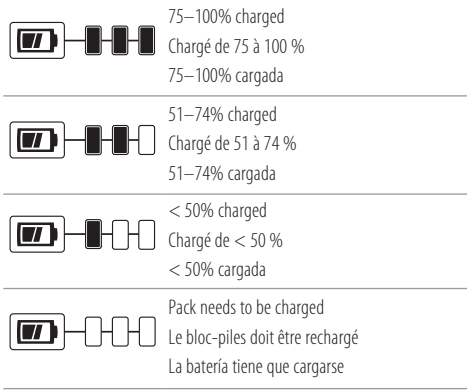 75–100% charged
Chargé de 75 à 100 %
75–100% cargada
51–74% charged
Chargé de 51 à 74 %
51–74% cargada
< 50% charged
Chargé de < 50 %
< 50% cargada
Pack needs to be charged
Le bloc-piles doit être rechargé
La batería tiene que cargarse